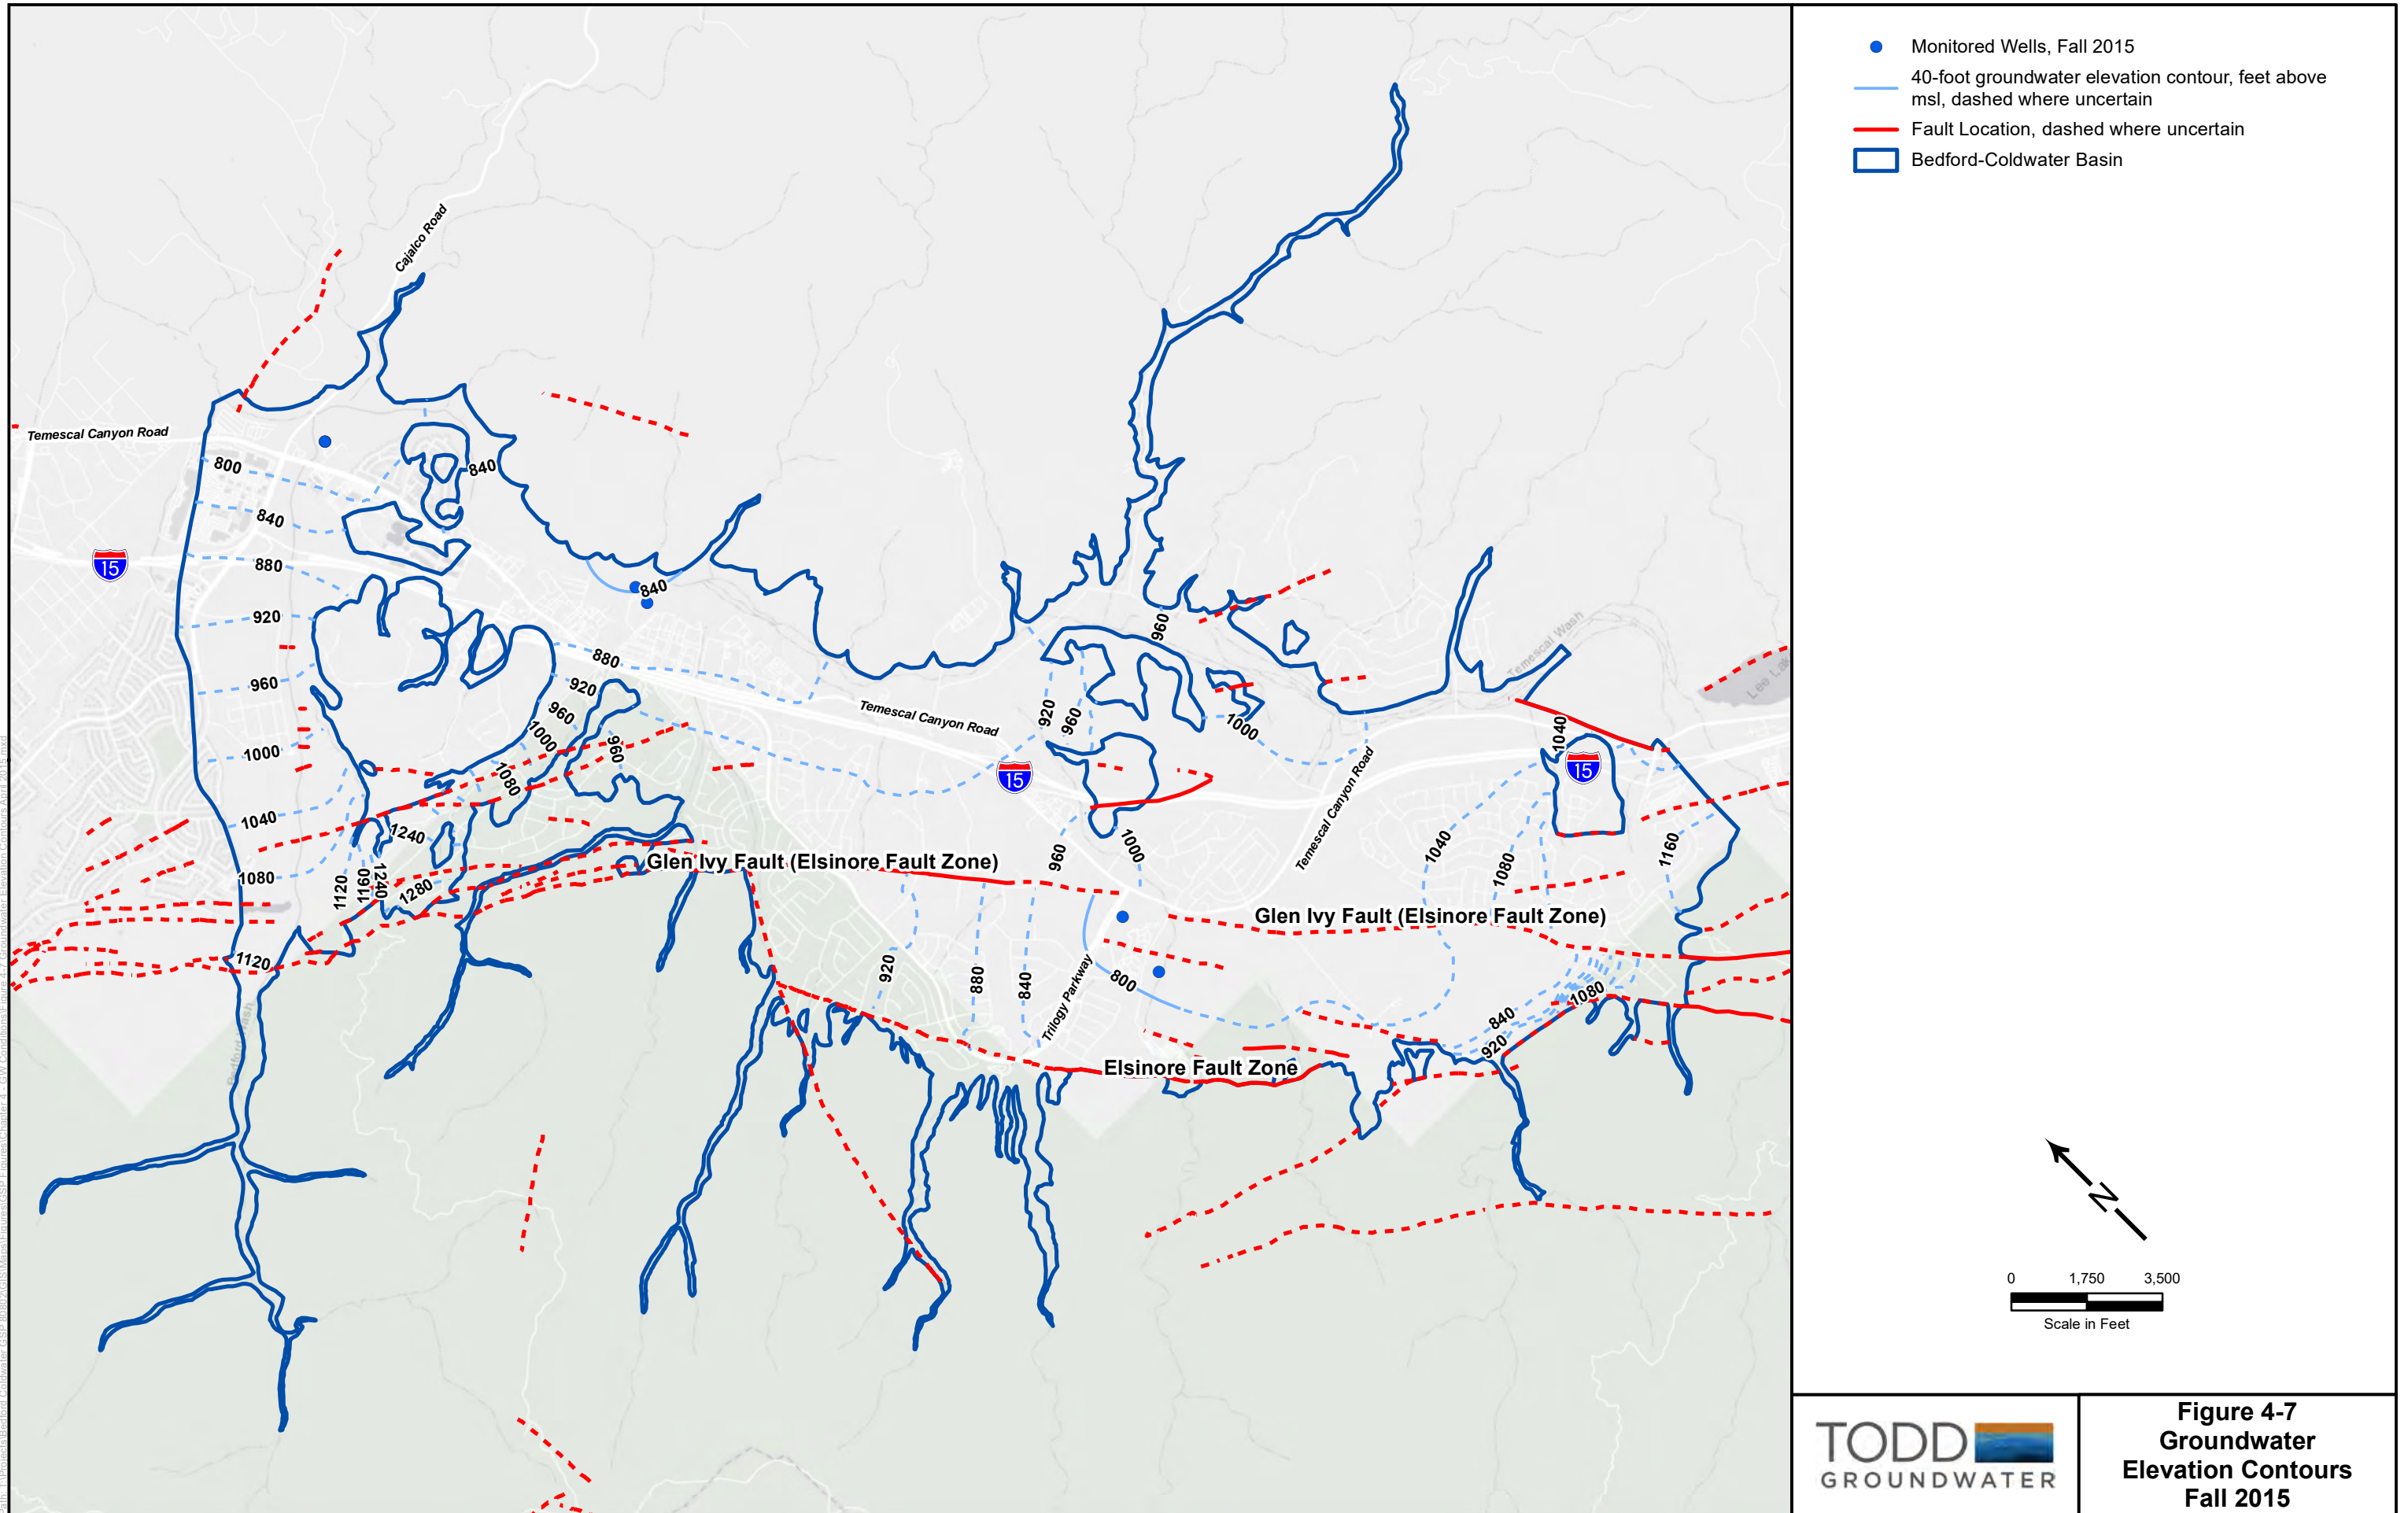 Monitored Wells, Fall 2015
40-foot groundwater elevation contour, feet above
msl, dashed where uncertain
Fault Location, dashed where uncertain
Bedford-Coldwater Basin
Cajalco Road
Temescal Canyon Road
800
840
840
15
880
840
920
880
960
920
960
1000
960
1080
1000
1040
1240
1080
1120
1160
1240
1280
1120
Bedford Wash
Temescal Canyon Road
15
920
960
960
1000
Temescal Wash
Lee La
1040
15
Temescal Canyon Road
960
1000
1040
1080
1160
Glen Ivy Fault (Elsinore Fault Zone)
Glen Ivy Fault (Elsinore Fault Zone)
920
880
840
Trilogy Parkway
800
840
920
1080
Elsinore Fault Zone
N
0 1,750 3,500
Scale in Feet
TODD
GROUNDWATER
Figure 4-7
Groundwater
Elevation Contours
Fall 2015